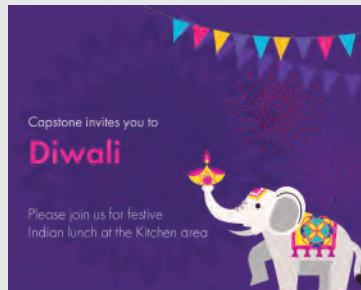 Capstone invites you to
Diwali
Please join us for festive
Indian lunch at the Kitchen area